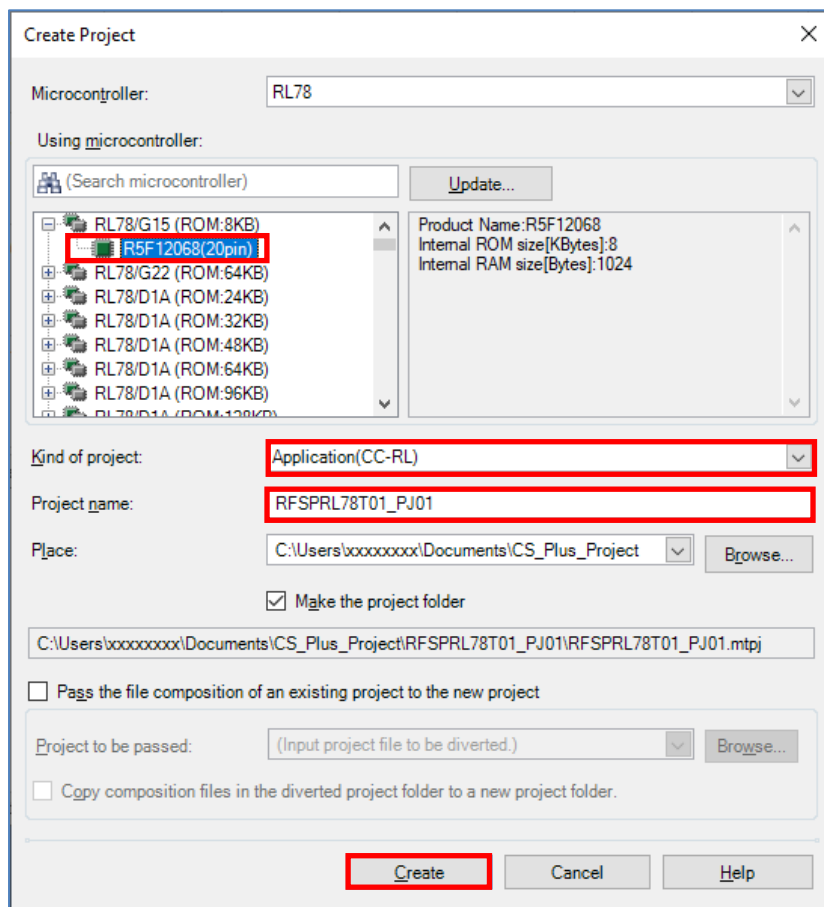 Create Project
Microcontroller:
RL78
Using microcontroller:
(Search microcontroller)
Update...
RL78/G15 (ROM:8KB)
R5F12068(20pin)
RL78/G22 (ROM:64KB)
RL78/D1A (ROM:24KB)
RL78/D1A (ROM:32KB)
RL78/D1A (ROM:48KB)
RL78/D1A (ROM:64KB)
RL78/D1A (ROM:96KB)
RL78/D1A (ROM:128KB)
Product Name:R5F12068
Internal ROM size[KBytes]:8
Internal RAM size[Bytes]:1024
Kind of project:
Application(CC-RL)
Project name:
RFSPRL78T01_PJ01
Place:
C:\Users\xxxxxxxx\Documents\CS_Plus_Project
Browse...
Make the project folder
C:\Users\xxxxxxxx\Documents\CS_Plus_Project\RFSPRL78T01_PJ01\RFSPRL78T01_PJ01.mtpj
Pass the file composition of an existing project to the new project
Project to be passed:
(Input project file to be diverted.)
Browse...
Copy composition files in the diverted project folder to a new project folder.
Create
Cancel
Help